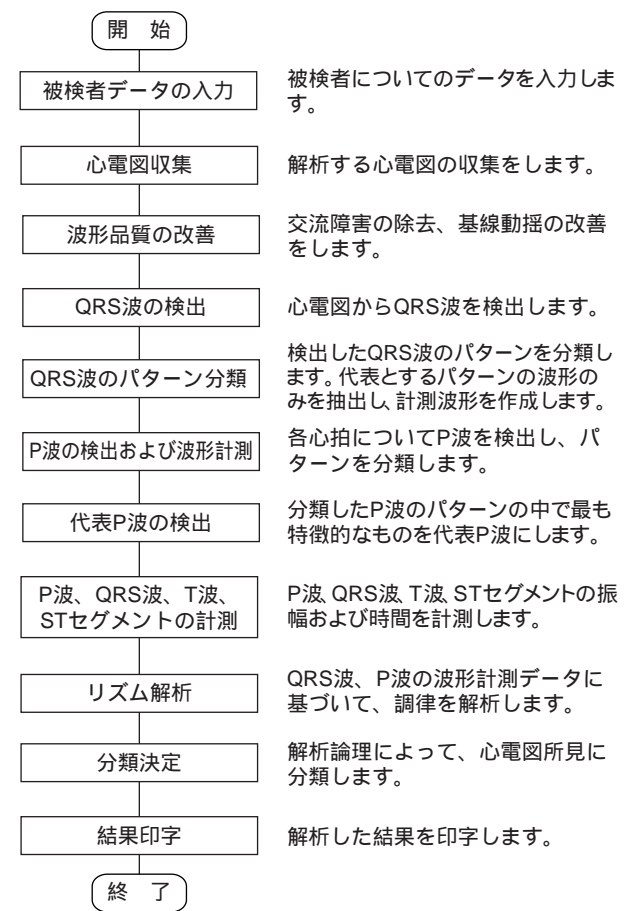 開　始
被検者データの入力
被検者についてのデータを入力しま
す。
心電図収集
解析する心電図の収集をします。
波形品質の改善
交流障害の除去、基線動揺の改善
をします。
QRS波の検出
心電図からQRS波を検出します。
QRS波のパターン分類
検出したQRS波のパターンを分類し
ます。代表とするパターンの波形の
みを抽出し、計測波形を作成します。
P波の検出および波形計測
各心拍についてP波を検出し、パ
ターンを分類します。
代表P波の検出
分類したP波のパターンの中で最も
特徴的なものを代表P波にします。
P波、QRS波、T波、
STセグメントの計測
P波、QRS波、T波、STセグメントの振
幅および時間を計測します。
リズム解析
QRS波、P波の波形計測データに
基づいて、調律を解析します。
分類決定
解析論理によって、心電図所見に
分類します。
結果印字
解析した結果を印字します。
終　了